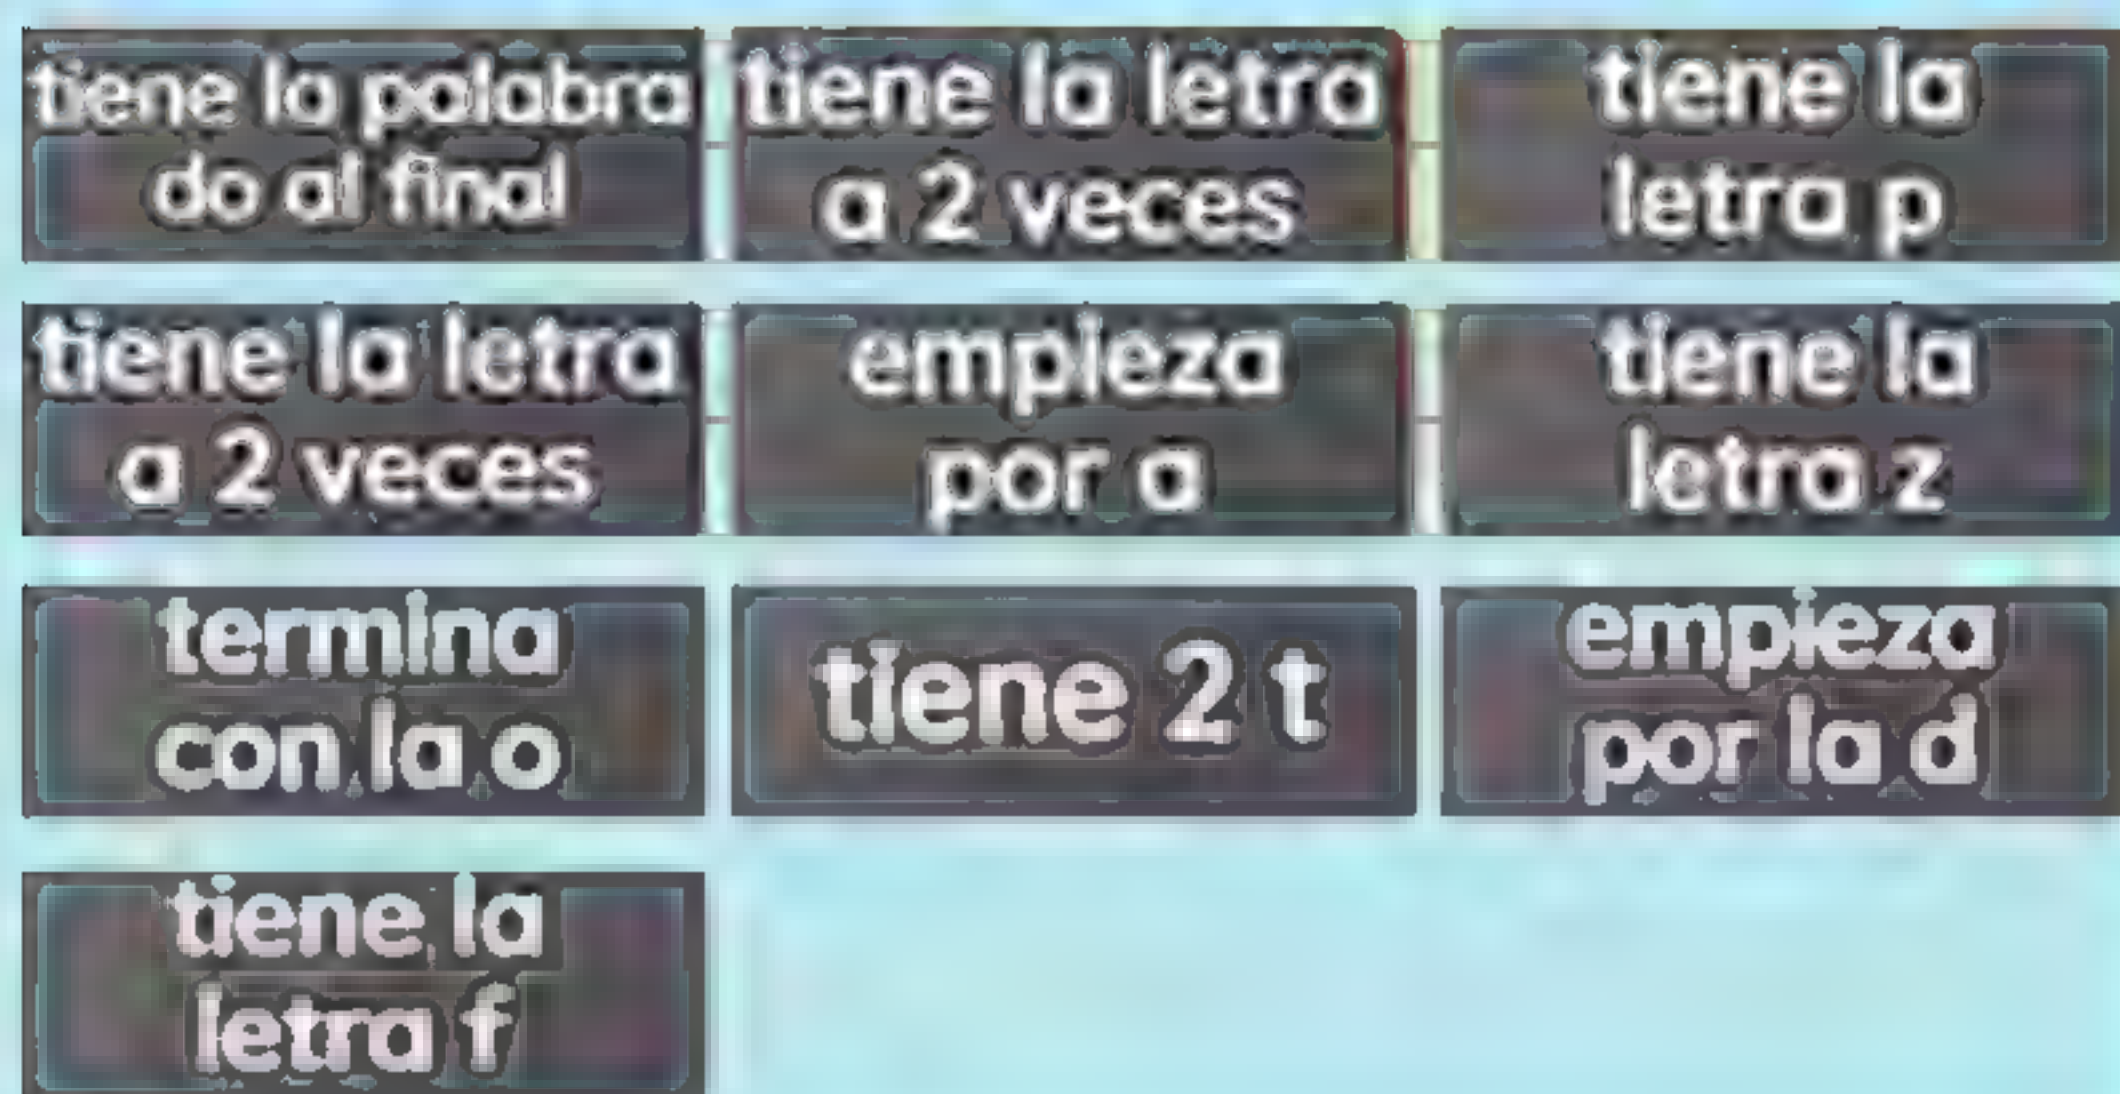 tiene la palabra
do al final
tiene la letra
a 2 veces
tiene la
letra p
tiene la letra
a 2 veces
empieza
por a
tiene la
letra z
termina
con la o
tiene 2 t
empieza
por la d
tiene la
letra f